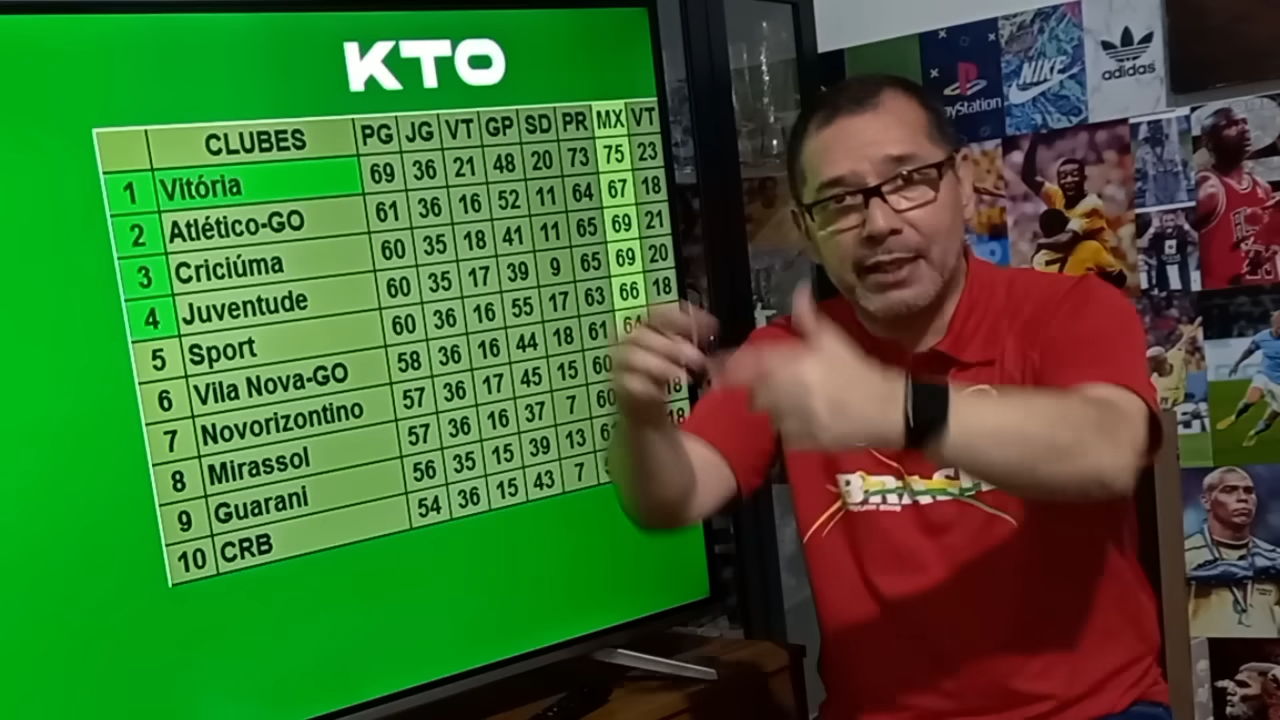 KTO
CLUBES PG JG VT GP SD PR MX VT
1 Vitória 69 36 21 48 20 73 75 23
2 Atlético-GO 61 36 16 52 11 64 67 18
3 Criciúma 60 35 18 41 11 65 69 21
4 Juventude 60 35 17 39 9 65 69 20
5 Sport 60 36 16 55 17 63 66 18
6 Vila Nova-GO 58 36 16 44 18 61 64
7 Novorizontino 57 36 17 45 15 60
8 Mirassol 57 36 16 37 7 60 18
9 Guarani 56 35 15 39 13 18
10 CRB 54 36 15 43 7
NIKE
adidas